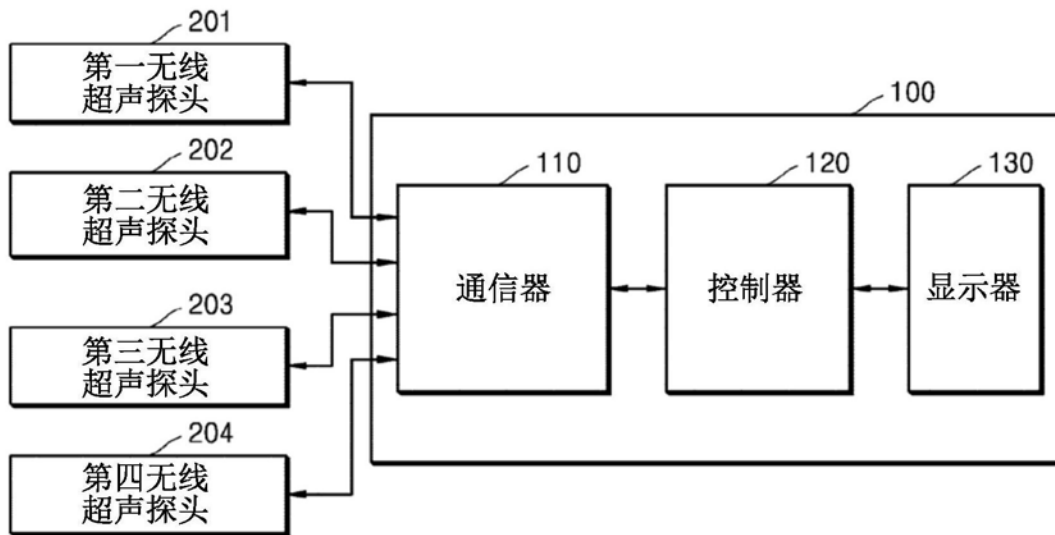 201
第一无线
超声探头
202
第二无线
超声探头
203
第三无线
超声探头
204
第四无线
超声探头
100
110
通信器
120
控制器
130
显示器